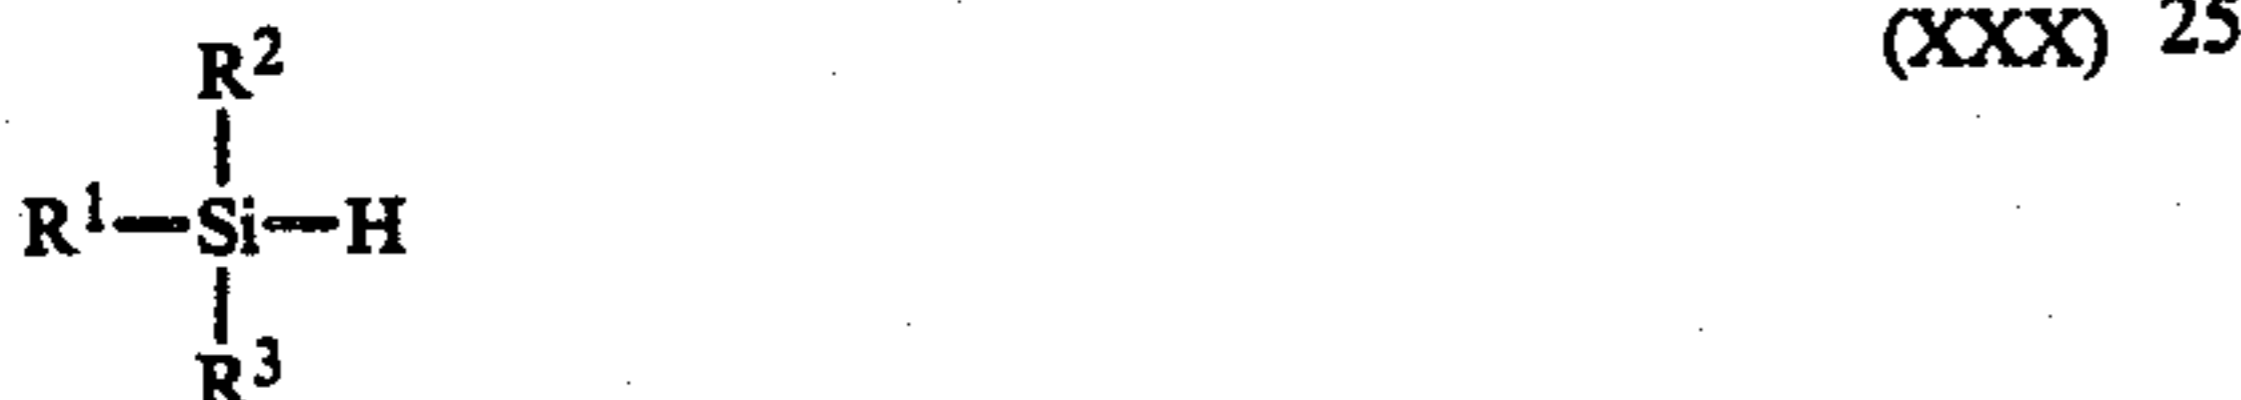 (XXX) 25
R²
R¹—Si—H
R³